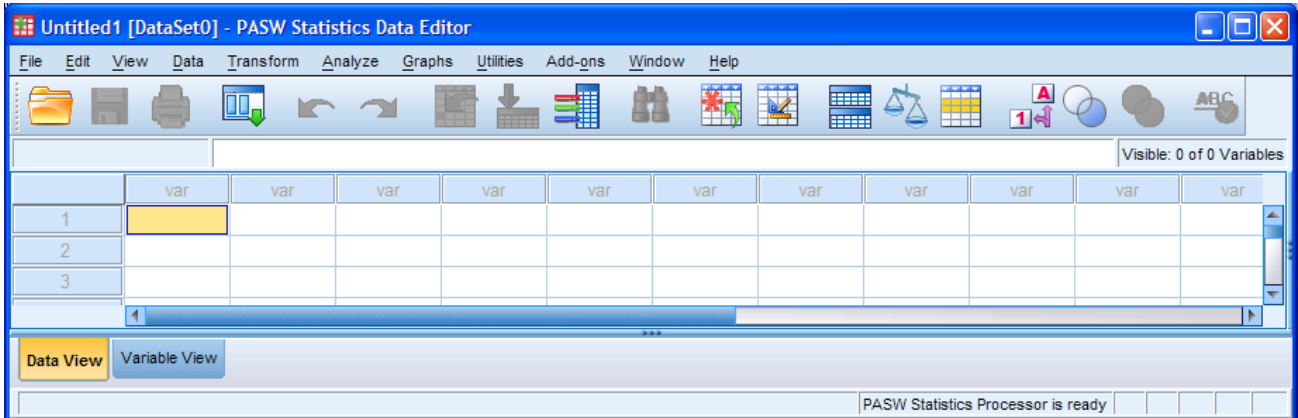 Untitled1 [DataSet0] - PASW Statistics Data Editor
File Edit View Data Transform Analyze Graphs Utilities Add-ons Window Help
A
1
ABC
Visible: 0 of 0 Variables
var var var var var var var var var var var
1
2
3
Data View Variable View
PASW Statistics Processor is ready